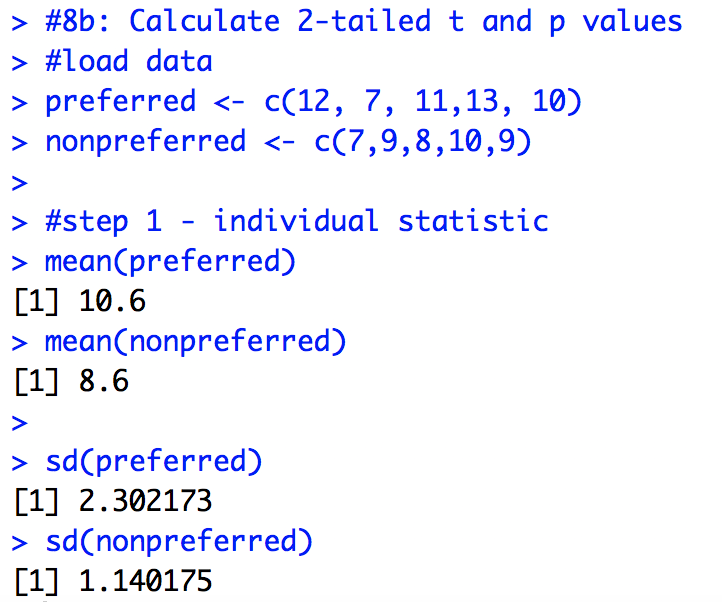 > #8b: Calculate 2-tailed t and p values
> #load data
> preferred <- c(12, 7, 11,13, 10)
> nonpreferred <- c(7,9,8,10,9)
>
> #step 1 - individual statistic
> mean(preferred)
[1] 10.6
> mean(nonpreferred)
[1] 8.6
>
> sd(preferred)
[1] 2.302173
> sd(nonpreferred)
[1] 1.140175